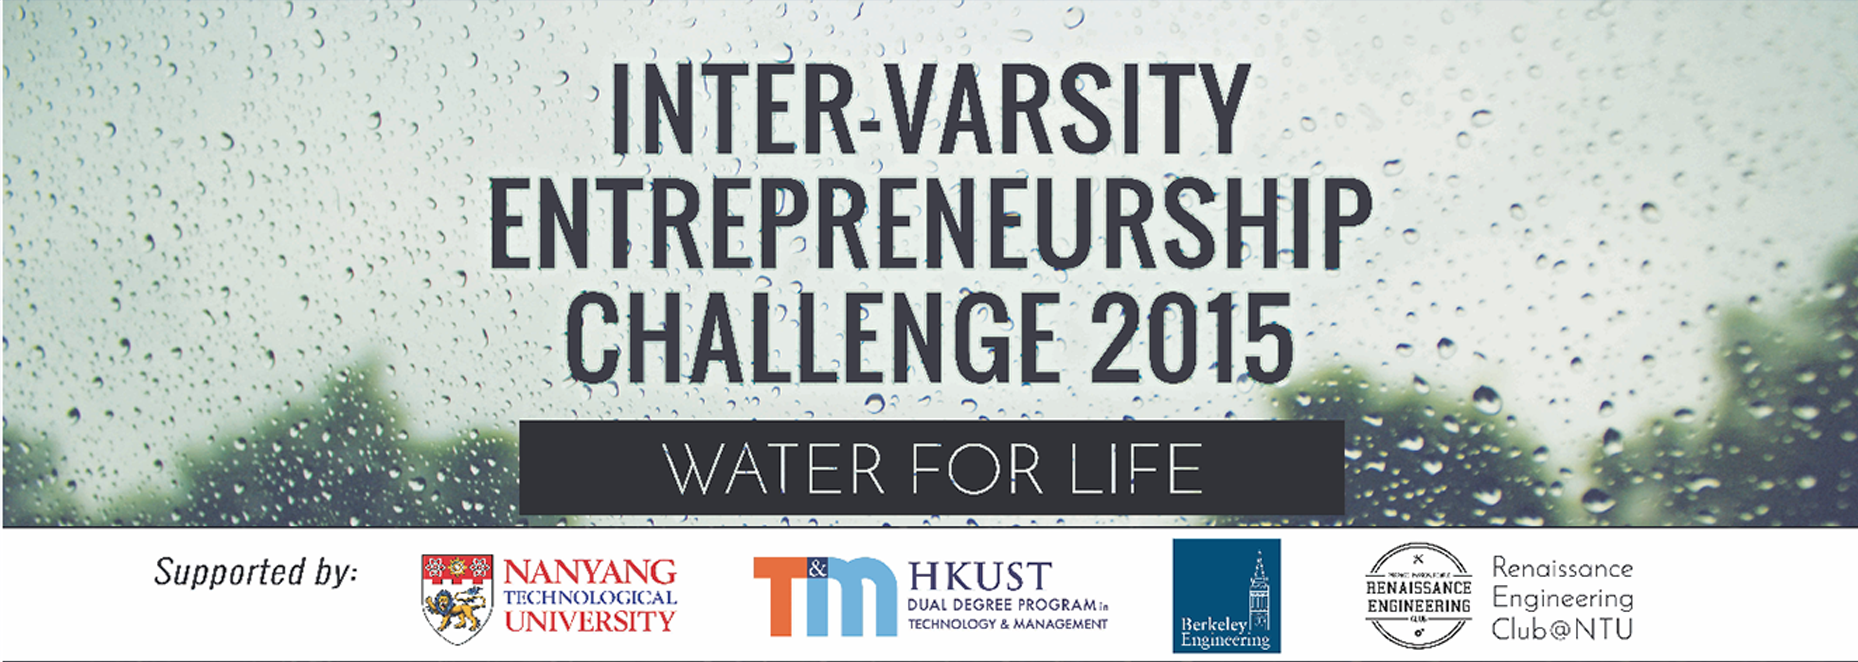 INTER-VARSITY
ENTREPRENEURSHIP
CHALLENGE 2015
WATER FOR LIFE
Supported by:
NANYANG
TECHNOLOGICAL
UNIVERSITY
T&M
HKUST
DUAL DEGREE PROGRAM in
TECHNOLOGY & MANAGEMENT
Berkeley
Engineering
RENAISSANCE
ENGINEERING
CLUB
Renaissance
Engineering
Club@NTU